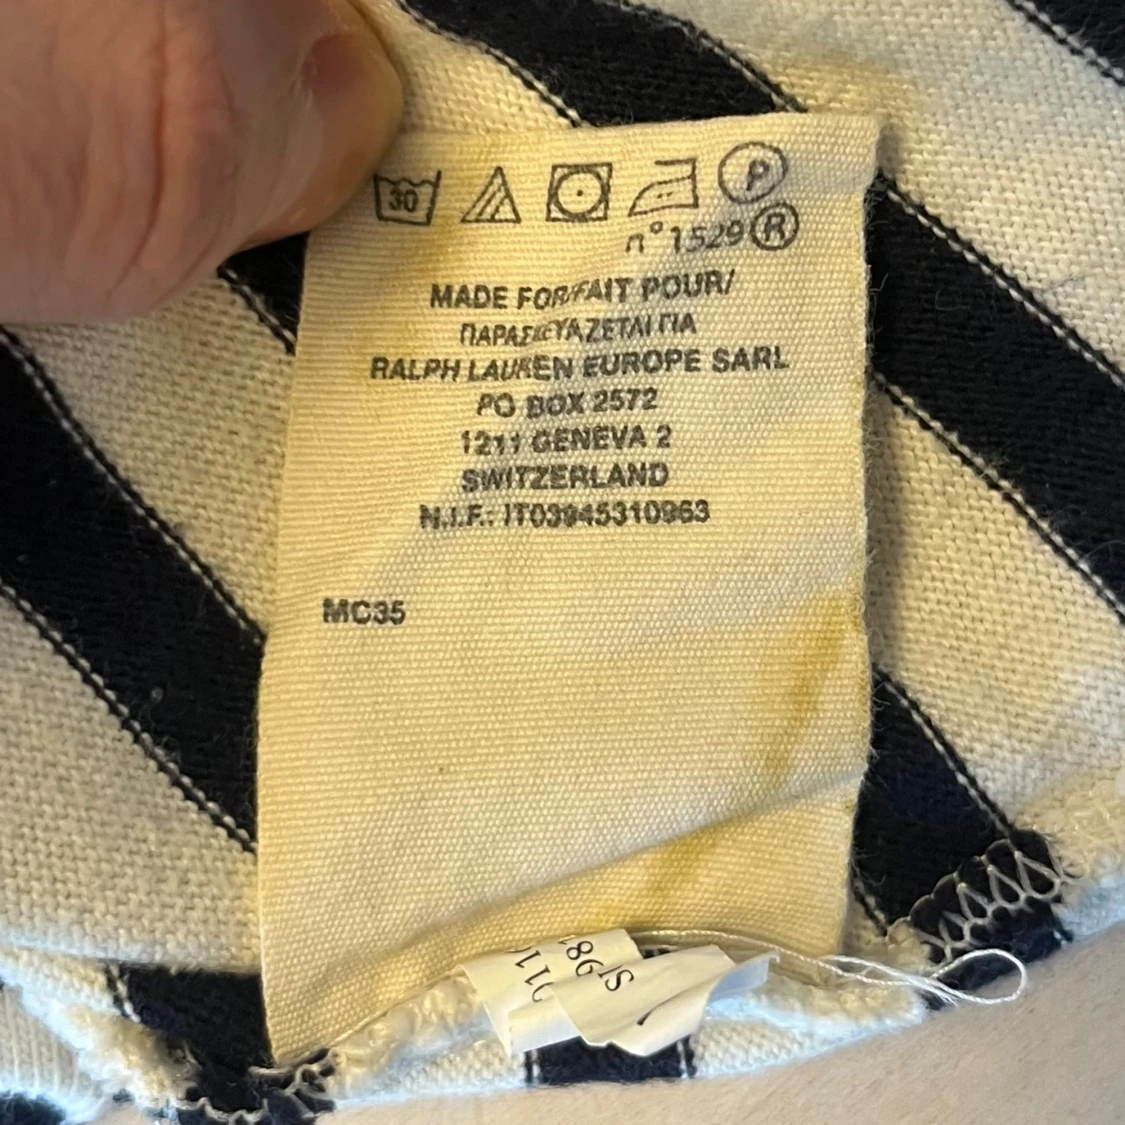 30
P
n° 1529 ®
MADE FOR/FAIT POUR/
ΠΑΡΑΣΚΕΥΑΖΕΤΑΙ ΓΙΑ
RALPH LAUREN EUROPE SARL
PO BOX 2572
1211 GENEVA 2
SWITZERLAND
N.I.F.: IT03945310963
MC35